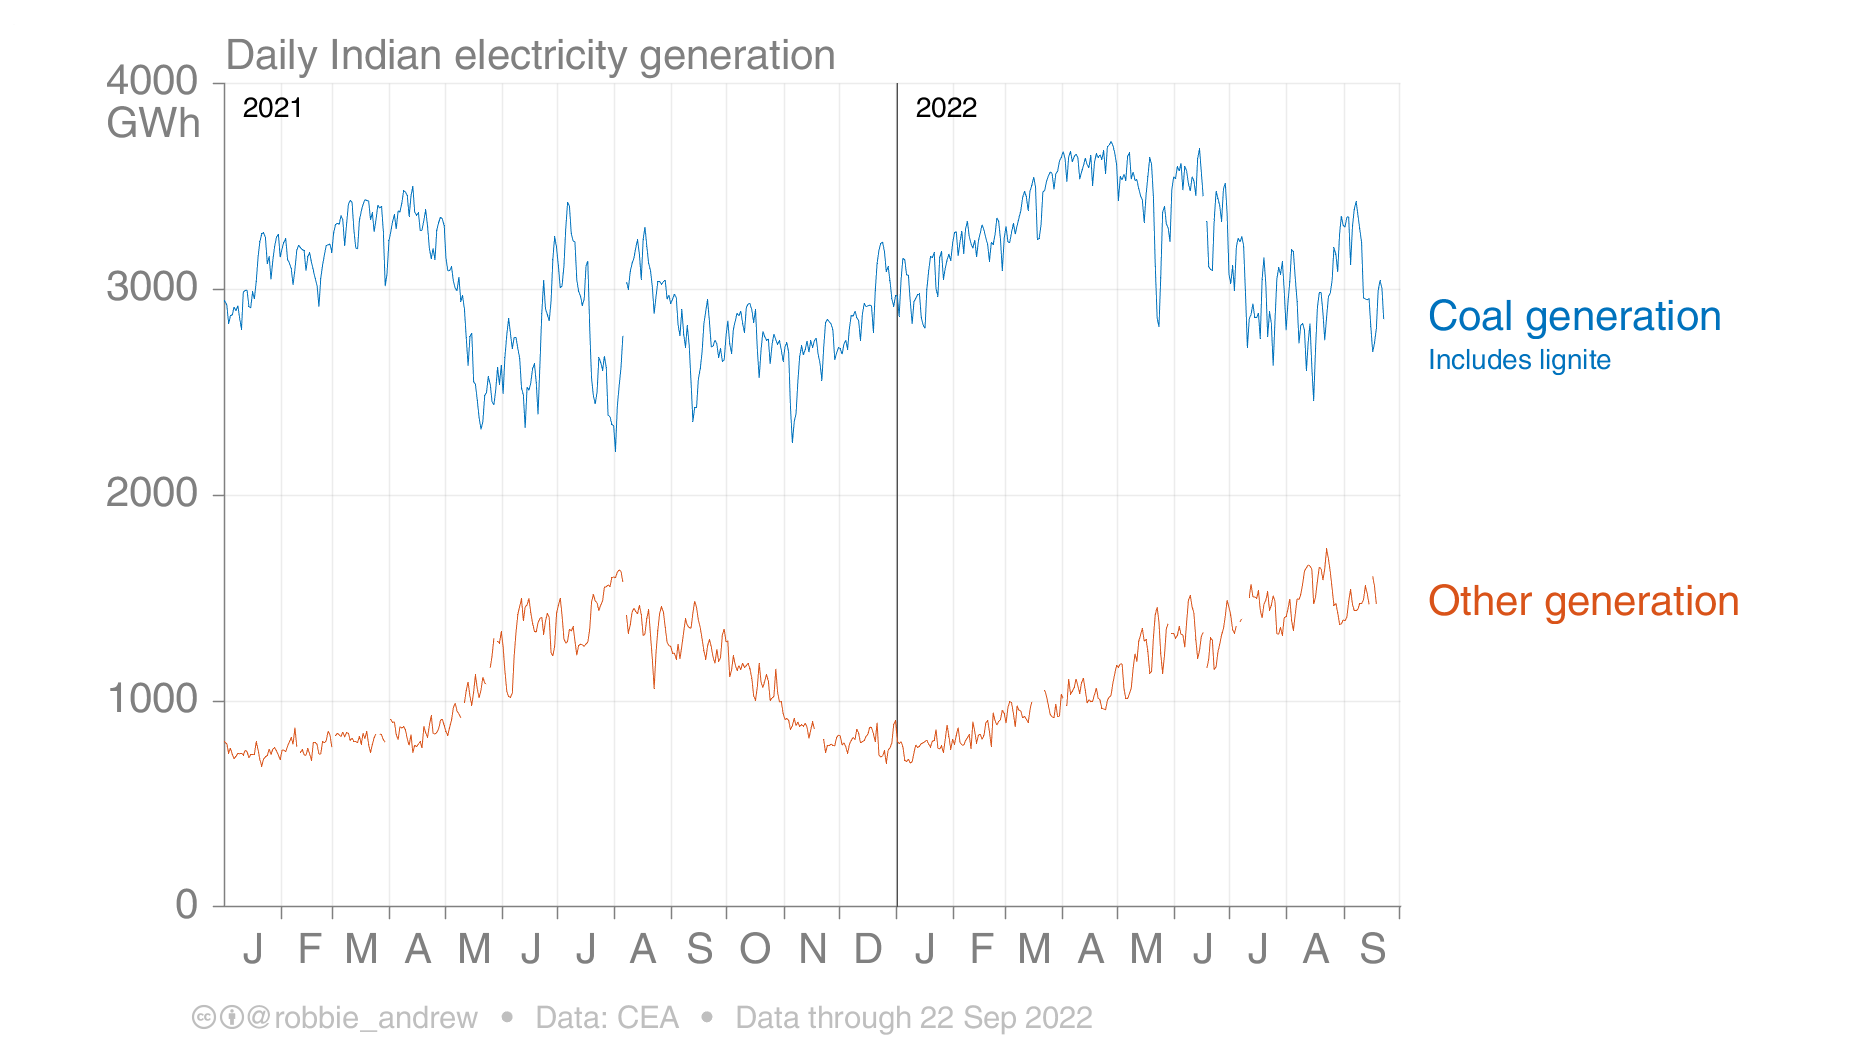 Daily Indian electricity generation
4000
GWh
2021
2022
3000
Coal generation
Includes lignite
2000
Other generation
1000
0
J F M A M J J A S O N D J F M A M J J A S
@robbie_andrew • Data: CEA • Data through 22 Sep 2022